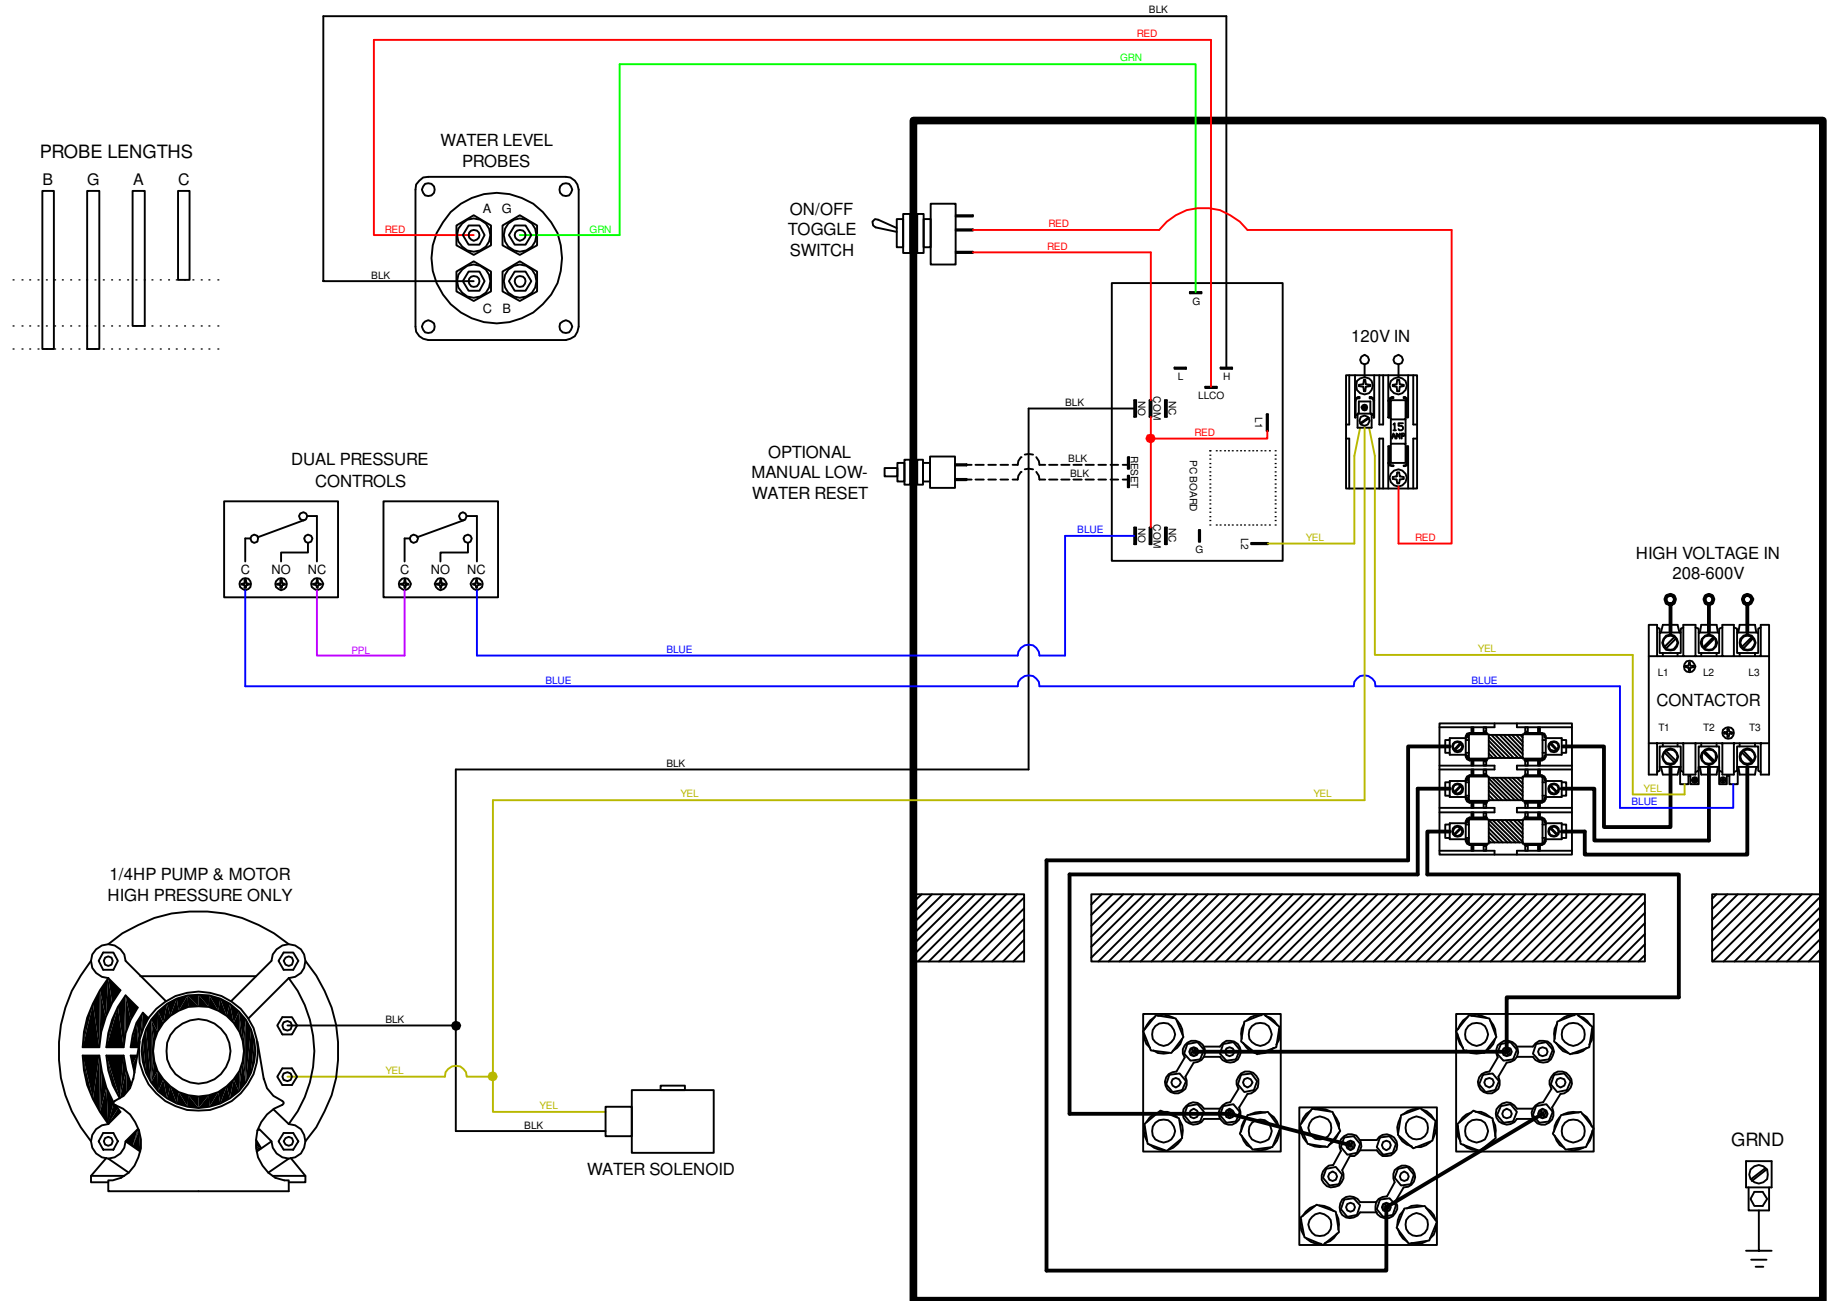 BLK
RED
GRN
PROBE LENGTHS
B G A C
WATER LEVEL
PROBES
A G
RED
GRN
BLK
C B
ON/OFF
TOGGLE
SWITCH
RED
RED
G
L
H
LLCO
120V IN
15
AMP
BLK
NO
COM
NC
L1
RED
OPTIONAL
MANUAL LOW-
WATER RESET
BLK
BLK
RESET
PC BOARD
DUAL PRESSURE
CONTROLS
BLUE
NO
COM
NC
G
L2
YEL
RED
C NO NC
C NO NC
HIGH VOLTAGE IN
208-600V
PPL
BLUE
YEL
BLUE
BLUE
L1 L2 L3
CONTACTOR
T1 T2 T3
BLK
YEL
YEL
YEL
BLUE
1/4HP PUMP & MOTOR
HIGH PRESSURE ONLY
BLK
YEL
YEL
BLK
WATER SOLENOID
GRND